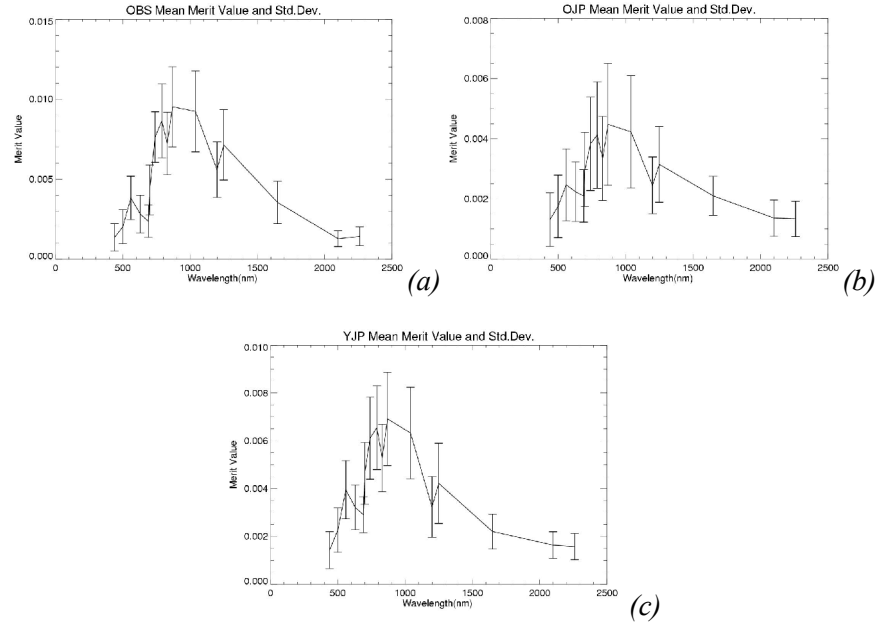 OBS Mean Merit Value and Std.Dev.
0.015
0.010
0.005
0.000
Merit Value
0 500 1000 1500 2000 2500
Wavelength(nm)
(a)
OJP Mean Merit Value and Std.Dev.
0.008
0.006
0.004
0.002
0.000
Merit Value
0 500 1000 1500 2000 2500
Wavelength(nm)
(b)
YJP Mean Merit Value and Std.Dev.
0.010
0.008
0.006
0.004
0.002
0.000
Merit Value
0 500 1000 1500 2000 2500
Wavelength(nm)
(c)